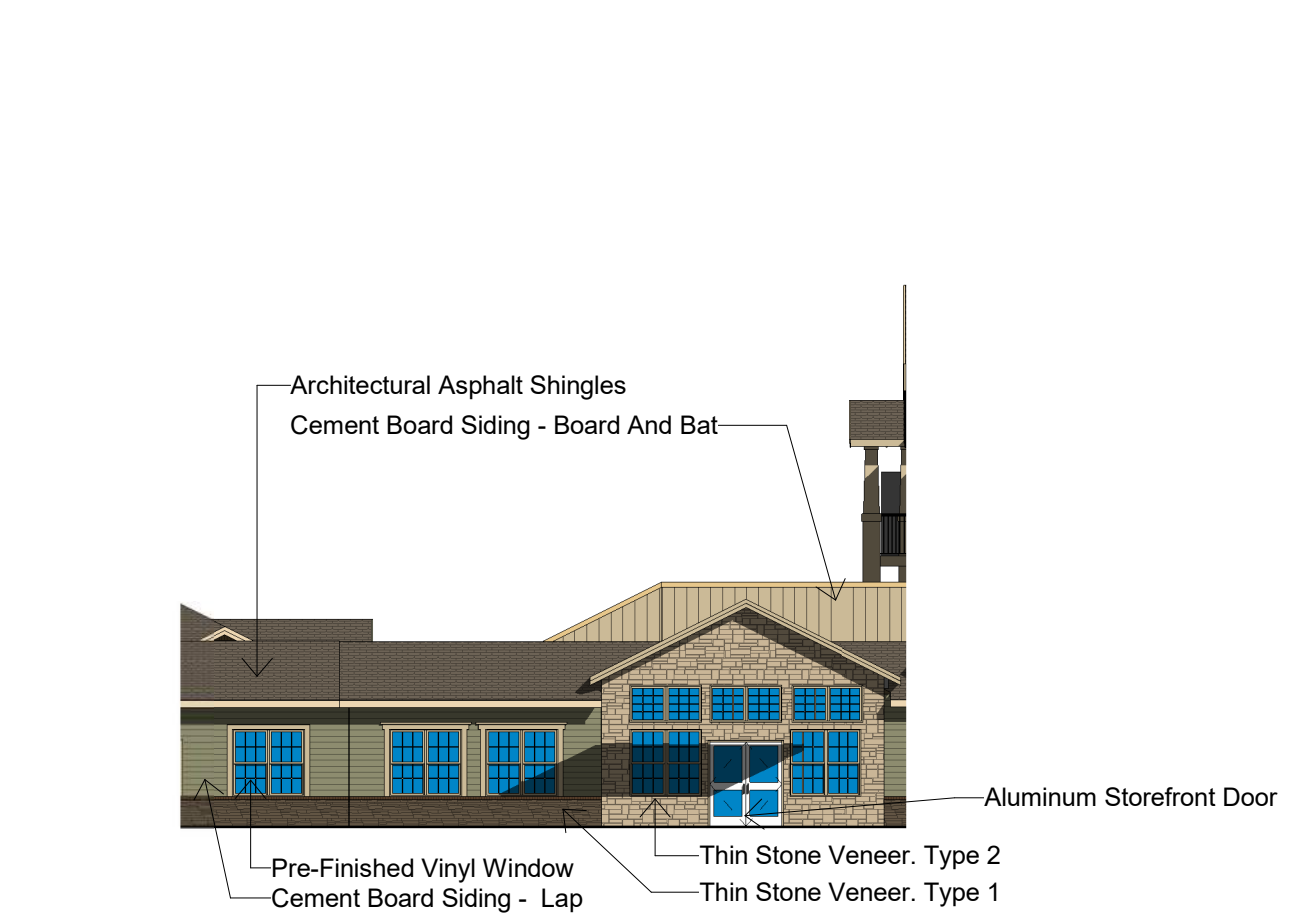 Architectural Asphalt Shingles
Cement Board Siding - Board And Bat
Aluminum Storefront Door
Thin Stone Veneer. Type 2
Pre-Finished Vinyl Window
Thin Stone Veneer. Type 1
Cement Board Siding - Lap